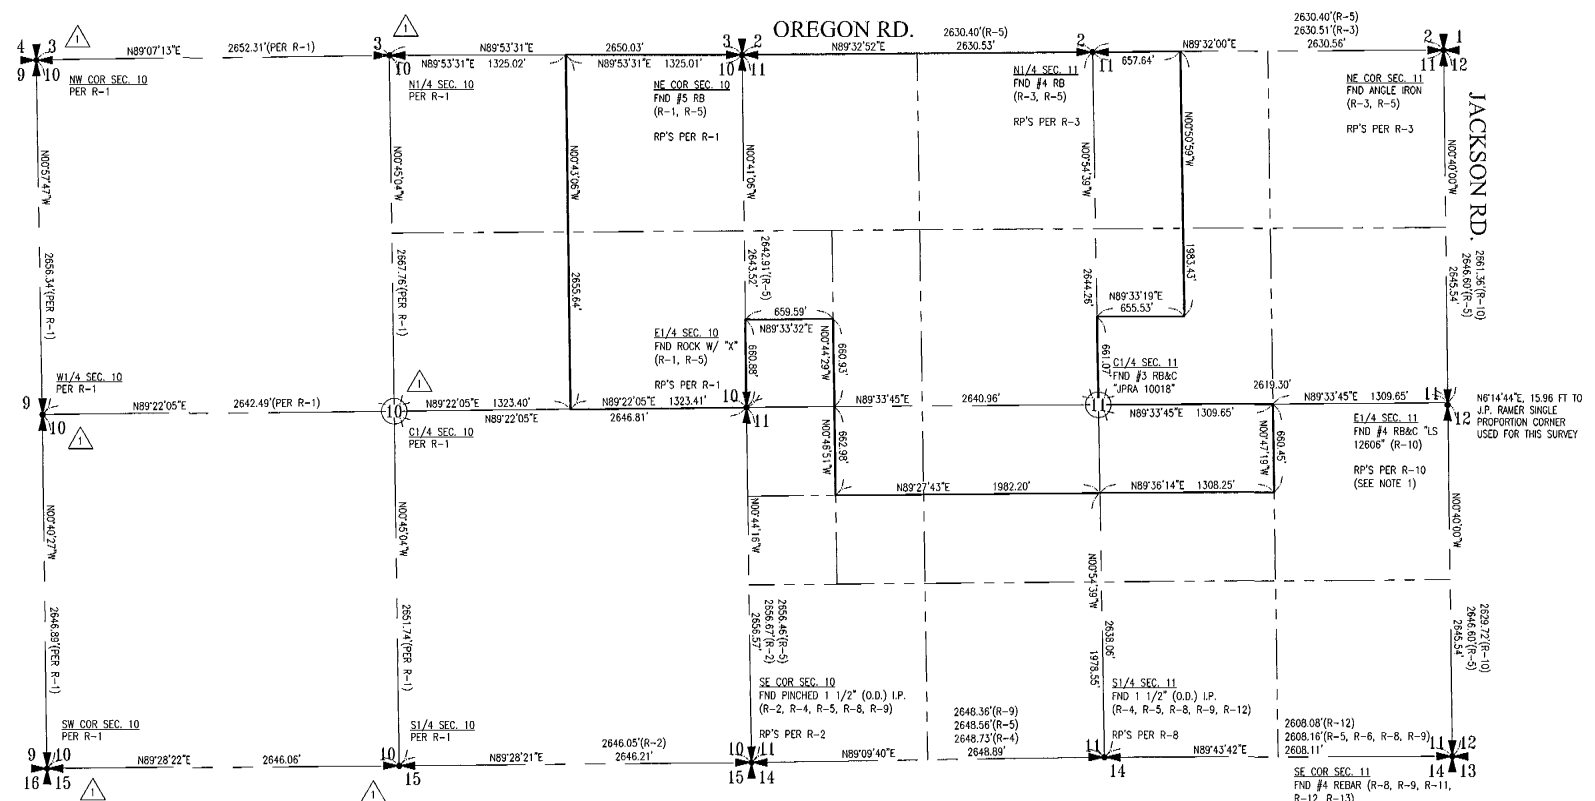 OREGON RD.
JACKSON RD.
4
3
9
10
1
N89°07'13"E
2652.31'(PER R-1)
NW COR SEC. 10
PER R-1
1
3
10
N89°53'31"E
2650.03'
N89°53'31"E 1325.02'
N89°53'31"E 1325.01'
N1/4 SEC. 10
PER R-1
3
2
10
11
NE COR SEC. 10
FND #5 RB
(R-1, R-5)
RP'S PER R-1
N89°32'52"E
2630.40'(R-5)
2630.53'
2
11
N1/4 SEC. 11
FND #4 RB
(R-3, R-5)
RP'S PER R-3
657.64'
N89°32'00"E
2630.40'(R-5)
2630.51'(R-3)
2630.56'
2
1
11
12
NE COR SEC. 11
FND ANGLE IRON
(R-3, R-5)
RP'S PER R-3
N00°57'47"W
2656.34'(PER R-1)
N00°45'04"W
2667.76'(PER R-1)
N00°43'06"W
2655.64'
N00°41'06"W
2642.91'(R-5)
2643.52'
N00°54'39"W
2644.26'
N00°50'59"W
1983.43'
N00°40'00"W
2661.36'(R-10)
2646.60'(R-5)
2645.54'
659.59'
N89°33'32"E
660.88'
N00°44'29"W
660.93'
N89°33'19"E
655.53'
661.07'
E1/4 SEC. 10
FND ROCK W/ "X"
(R-1, R-5)
RP'S PER R-1
C1/4 SEC. 11
FND #3 RB&C
"JPRA 10018"
W1/4 SEC. 10
PER R-1
9
10
1
N89°22'05"E
2642.49'(PER R-1)
1
10
C1/4 SEC. 10
PER R-1
N89°22'05"E 1323.40'
N89°22'05"E 1323.41'
N89°22'05"E
2646.81'
10
11
N89°33'45"E
2640.96'
11
2619.30'
N89°33'45"E 1309.65'
N89°33'45"E 1309.65'
11
12
N6°14'44"E, 15.96 FT TO
J.P. RAMER SINGLE
PROPORTION CORNER
USED FOR THIS SURVEY
E1/4 SEC. 11
FND #4 RB&C "LS
12606" (R-10)
RP'S PER R-10
(SEE NOTE 1)
N00°46'51"W
662.98'
N00°47'19"W
660.45'
N89°27'43"E
1982.20'
N89°36'14"E 1308.25'
N00°40'27"W
2646.89'(PER R-1)
N00°45'04"W
2651.74'(PER R-1)
N00°44'16"W
2656.46'(R-5)
2656.67'(R-2)
2656.57'
N00°54'39"W
2638.06'
1978.55'
N00°40'00"W
2629.72'(R-10)
2646.60'(R-5)
2645.54'
SW COR SEC. 10
PER R-1
9
10
16
15
1
N89°28'22"E
2646.06'
S1/4 SEC. 10
PER R-1
10
15
1
N89°28'21"E
2646.05'(R-2)
2646.21'
SE COR SEC. 10
FND PINCHED 1 1/2" (O.D.) I.P.
(R-2, R-4, R-5, R-8, R-9)
RP'S PER R-2
10
11
15
14
N89°09'40"E
2648.36'(R-9)
2648.56'(R-5)
2648.73'(R-4)
2648.89'
S1/4 SEC. 11
FND 1 1/2" (O.D.) I.P.
(R-4, R-5, R-8, R-9, R-12)
RP'S PER R-8
11
14
N89°43'42"E
2608.08'(R-12)
2608.16'(R-5, R-6, R-8, R-9)
2608.11'
11
12
14
13
SE COR SEC. 11
FND #4 REBAR (R-8, R-9, R-11,
R-12, R-13)